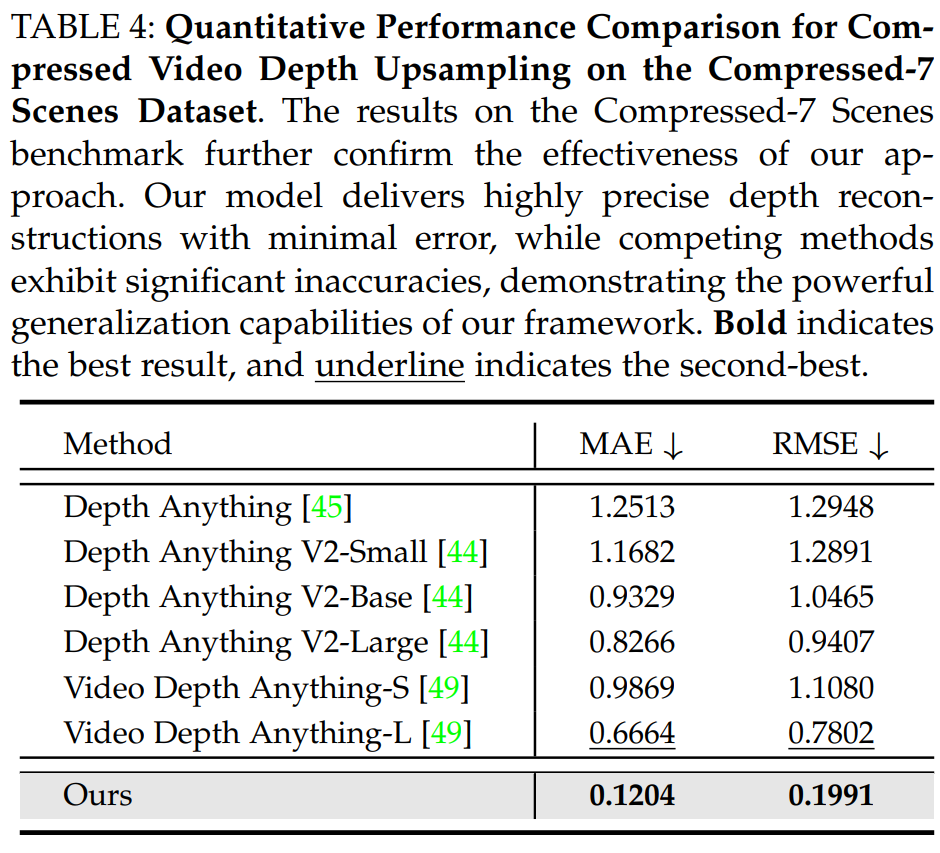 TABLE 4: Quantitative Performance Comparison for Com-
pressed Video Depth Upsampling on the Compressed-7
Scenes Dataset. The results on the Compressed-7 Scenes
benchmark further confirm the effectiveness of our ap-
proach. Our model delivers highly precise depth recon-
structions with minimal error, while competing methods
exhibit significant inaccuracies, demonstrating the powerful
generalization capabilities of our framework. Bold indicates
the best result, and underline indicates the second-best.
Method MAE ↓ RMSE ↓
Depth Anything [45] 1.2513 1.2948
Depth Anything V2-Small [44] 1.1682 1.2891
Depth Anything V2-Base [44] 0.9329 1.0465
Depth Anything V2-Large [44] 0.8266 0.9407
Video Depth Anything-S [49] 0.9869 1.1080
Video Depth Anything-L [49] 0.6664 0.7802
Ours 0.1204 0.1991